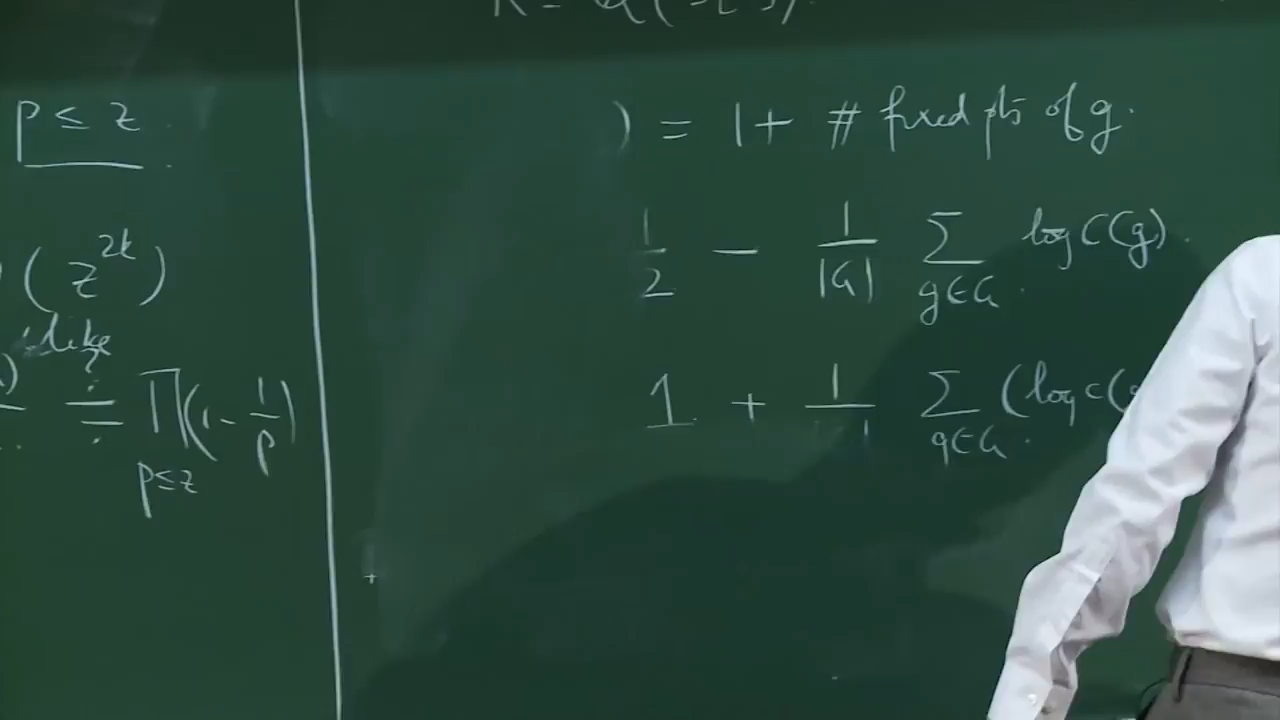 p ≤ z.
(z^{2k})
like
? ∏_{p≤z} (1 - 1/p)
) = 1 + # fixed pts of g.
1/2 - 1/|G| ∑_{g∈G} log c(g).
1 + 1/ ∑_{g∈G} (log c(